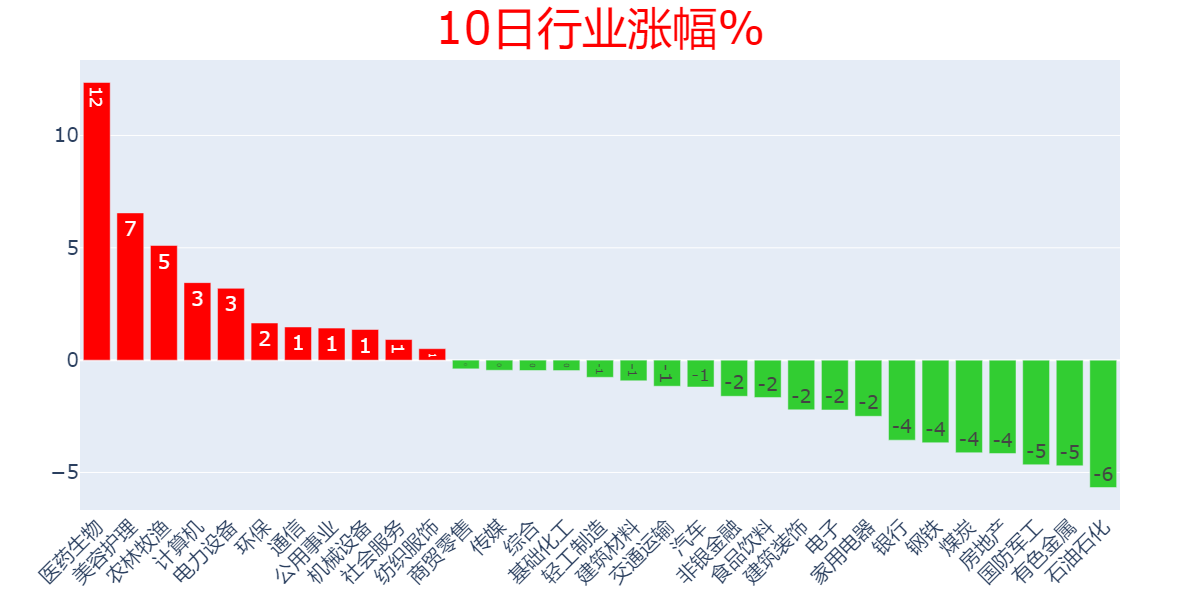 10日行业涨幅%
10
5
0
−5
12
7
5
3
3
2
1
1
1
1
1
0
0
0
-1
-1
-1
-1
-2
-2
-2
-2
-2
-4
-4
-4
-4
-5
-5
-6
医药生物
美容护理
农林牧渔
计算机
电力设备
环保
通信
公用事业
机械设备
社会服务
纺织服饰
商贸零售
传媒
综合
基础化工
轻工制造
建筑材料
交通运输
汽车
非银金融
食品饮料
建筑装饰
电子
家用电器
银行
钢铁
煤炭
房地产
国防军工
有色金属
石油石化